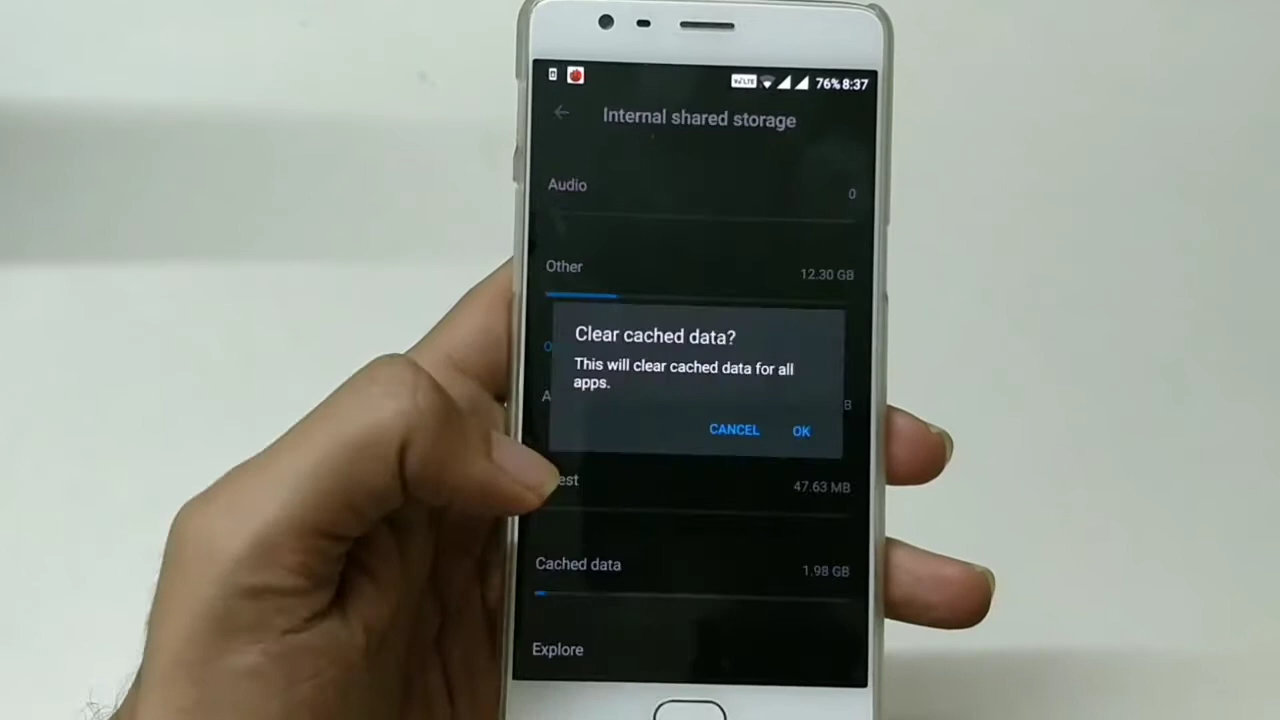 VoLTE 76% 8:37
Internal shared storage
Audio
0
Other
12.30 GB
Clear cached data?
This will clear cached data for all
apps.
CANCEL OK
47.63 MB
Cached data
1.98 GB
Explore